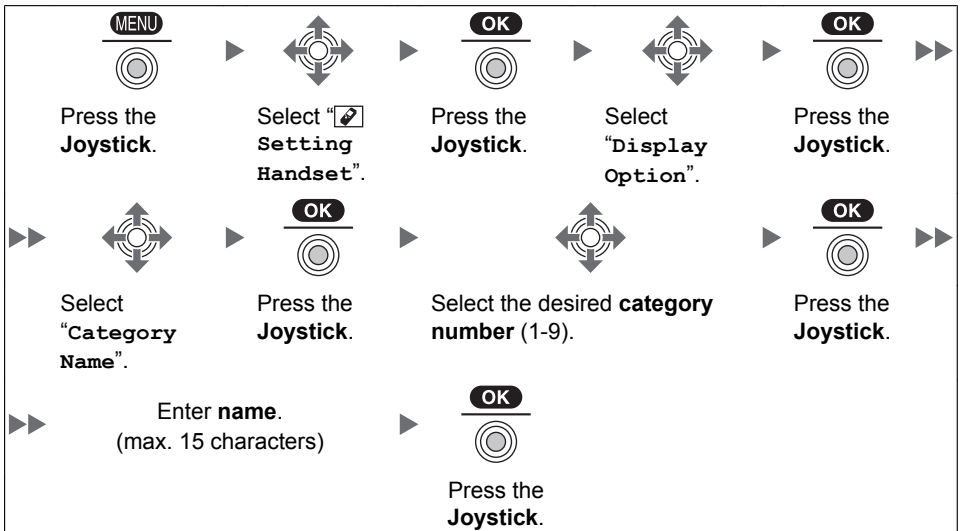 MENU OK OK
Press the Select “ Press the Select Press the
Joystick. Setting Joystick. “Display Joystick.
Handset”. Option”.
OK OK
Select Press the Select the desired category Press the
“Category Joystick. number (1-9). Joystick.
Name”.
Enter name. OK
(max. 15 characters)
Press the
Joystick.